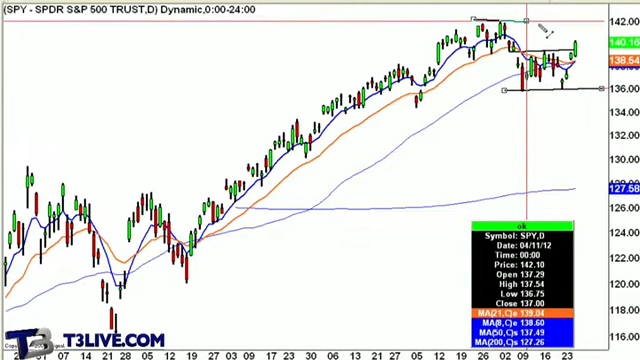 (SPY - SPDR S&P 500 TRUST,D) Dynamic,0:00-24:00
142.00
140.16
138.54
136.00
134.00
132.00
130.00
127.58
126.00
124.00
122.00
120.00
118.00
116.00
ok
Symbol: SPY,D
Date: 04/11/12
Time: 00:00
Price: 142.10
Open 137.29
High 137.54
Low 136.75
Close 137.00
MA(21,C)e 139.04
MA(8,C)e 138.60
MA(50,C)s 137.49
MA(200,C)s 127.26
T3 T3LIVE.COM
07 14 21 28 05 12 19 27 03 09 17 23 30 06 13 21 27 05 12 19 26 02 09 16 23